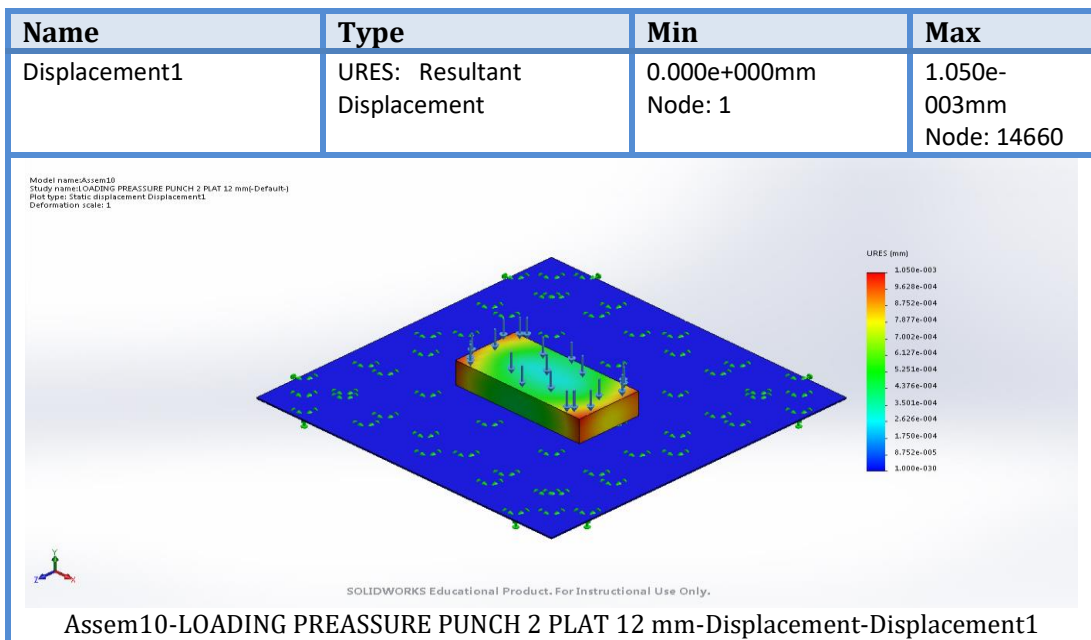 Name Type Min Max
Displacement1 URES: Resultant 0.000e+000mm 1.050e-
Displacement Node: 1 003mm
Node: 14660
Model name:Assem10
Study name:LOADING PREASSURE PUNCH 2 PLAT 12 mm(-Default-)
Plot type: Static displacement Displacement1
Deformation scale: 1
URES (mm)
1.050e-003
9.628e-004
8.752e-004
7.877e-004
7.002e-004
6.127e-004
5.251e-004
4.376e-004
3.501e-004
2.626e-004
1.750e-004
8.752e-005
1.000e-030
Y
Z X
SOLIDWORKS Educational Product. For Instructional Use Only.
Assem10-LOADING PREASSURE PUNCH 2 PLAT 12 mm-Displacement-Displacement1